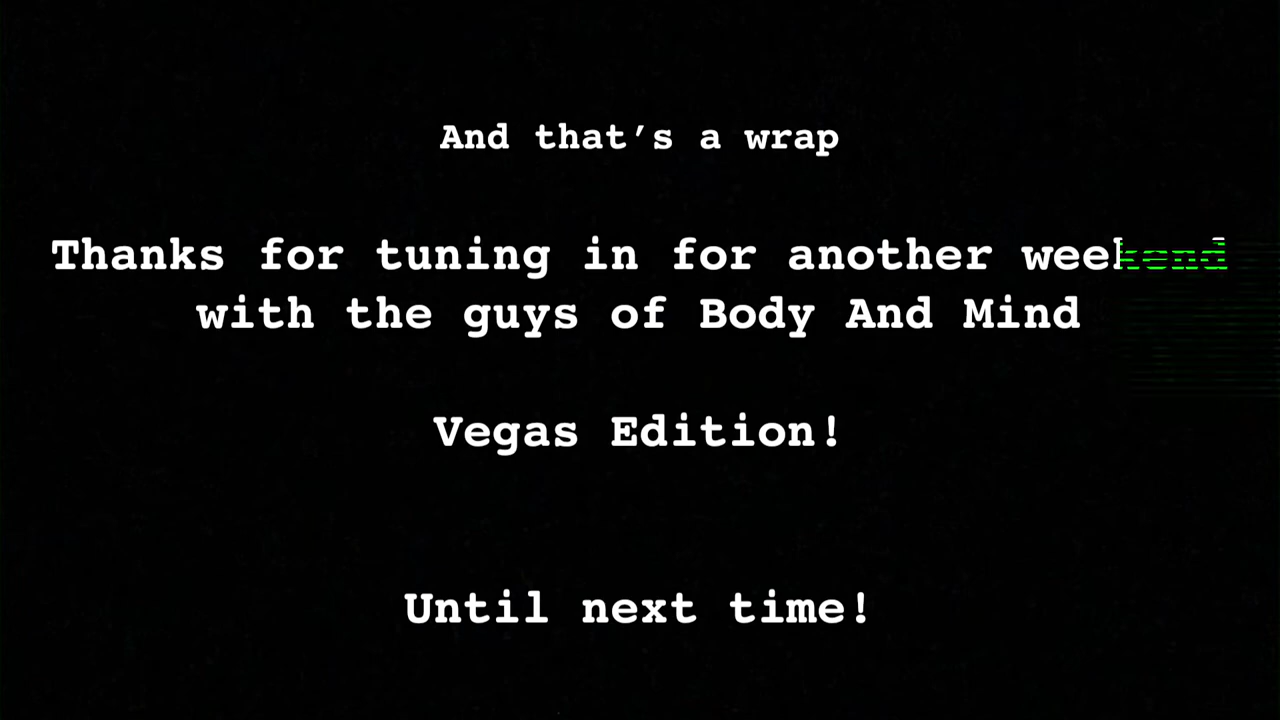 And that’s a wrap
Thanks for tuning in for another weekend
with the guys of Body And Mind
Vegas Edition!
Until next time!